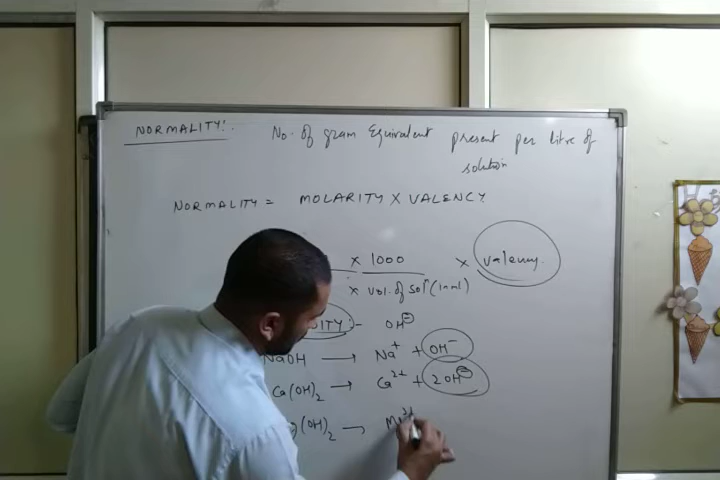 NORMALITY:- No. of gram Equivalent present per litre of
solution
NORMALITY = MOLARITY X VALENCY
x 1000 x valency.
x vol. of solⁿ (in ml)
DITY:- OH⊖
NaOH → Na⁺ + OH⁻
Ca(OH)₂ → Ca²⁺ + 2OH⊖
(OH)₂ →